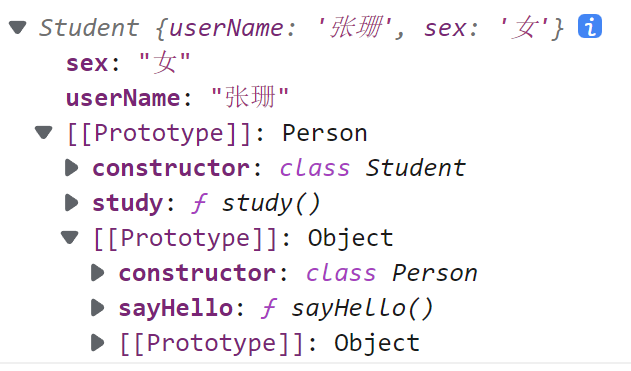 Student {userName: '张珊', sex: '女'} i
sex: "女"
userName: "张珊"
[[Prototype]]: Person
constructor: class Student
study: ƒ study()
[[Prototype]]: Object
constructor: class Person
sayHello: ƒ sayHello()
[[Prototype]]: Object